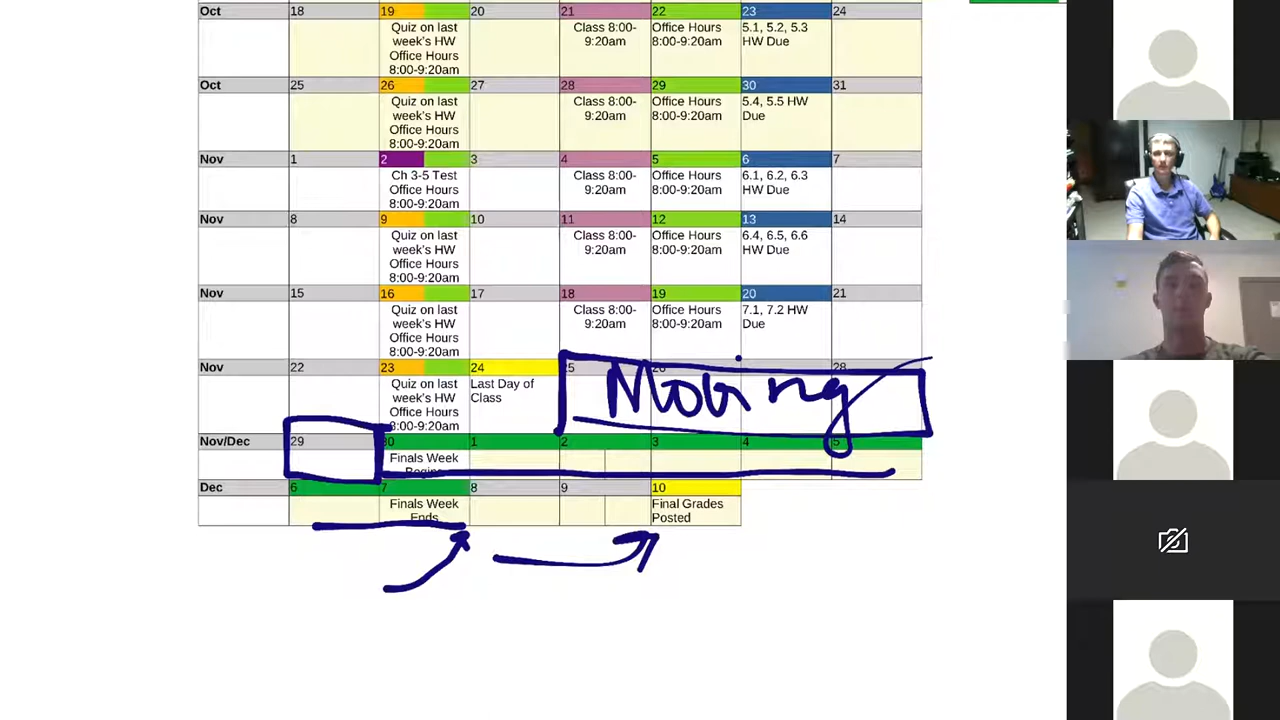 Oct 18 19 20 21 22 23 24
Quiz on last week's HW Office Hours 8:00-9:20am Class 8:00-9:20am Office Hours 8:00-9:20am 5.1, 5.2, 5.3 HW Due
Oct 25 26 27 28 29 30 31
Quiz on last week's HW Office Hours 8:00-9:20am Class 8:00-9:20am Office Hours 8:00-9:20am 5.4, 5.5 HW Due
Nov 1 2 3 4 5 6 7
Ch 3-5 Test Office Hours 8:00-9:20am Class 8:00-9:20am Office Hours 8:00-9:20am 6.1, 6.2, 6.3 HW Due
Nov 8 9 10 11 12 13 14
Quiz on last week's HW Office Hours 8:00-9:20am Class 8:00-9:20am Office Hours 8:00-9:20am 6.4, 6.5, 6.6 HW Due
Nov 15 16 17 18 19 20 21
Quiz on last week's HW Office Hours 8:00-9:20am Class 8:00-9:20am Office Hours 8:00-9:20am 7.1, 7.2 HW Due
Nov 22 23 24 25 26 28
Quiz on last week's HW Office Hours 8:00-9:20am Last Day of Class Moving
Nov/Dec 29 30 1 2 3 4 5
Finals Week Begins
Dec 6 7 8 9 10
Finals Week Ends Final Grades Posted